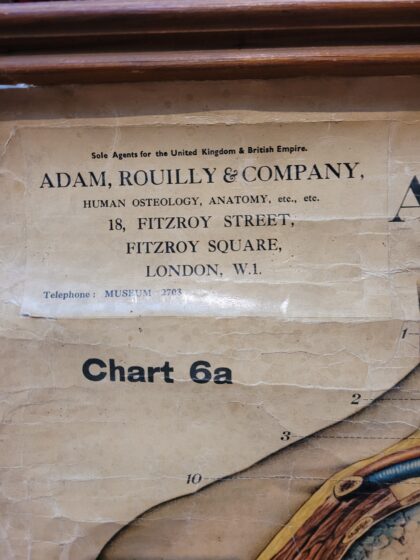 Sole Agents for the United Kingdom & British Empire.
ADAM, ROUILLY & COMPANY,
HUMAN OSTEOLOGY, ANATOMY, etc., etc.
18, FITZROY STREET,
FITZROY SQUARE,
LONDON, W.1.
Telephone : MUSEUM 2703
A
Chart 6a
1
2
3
10